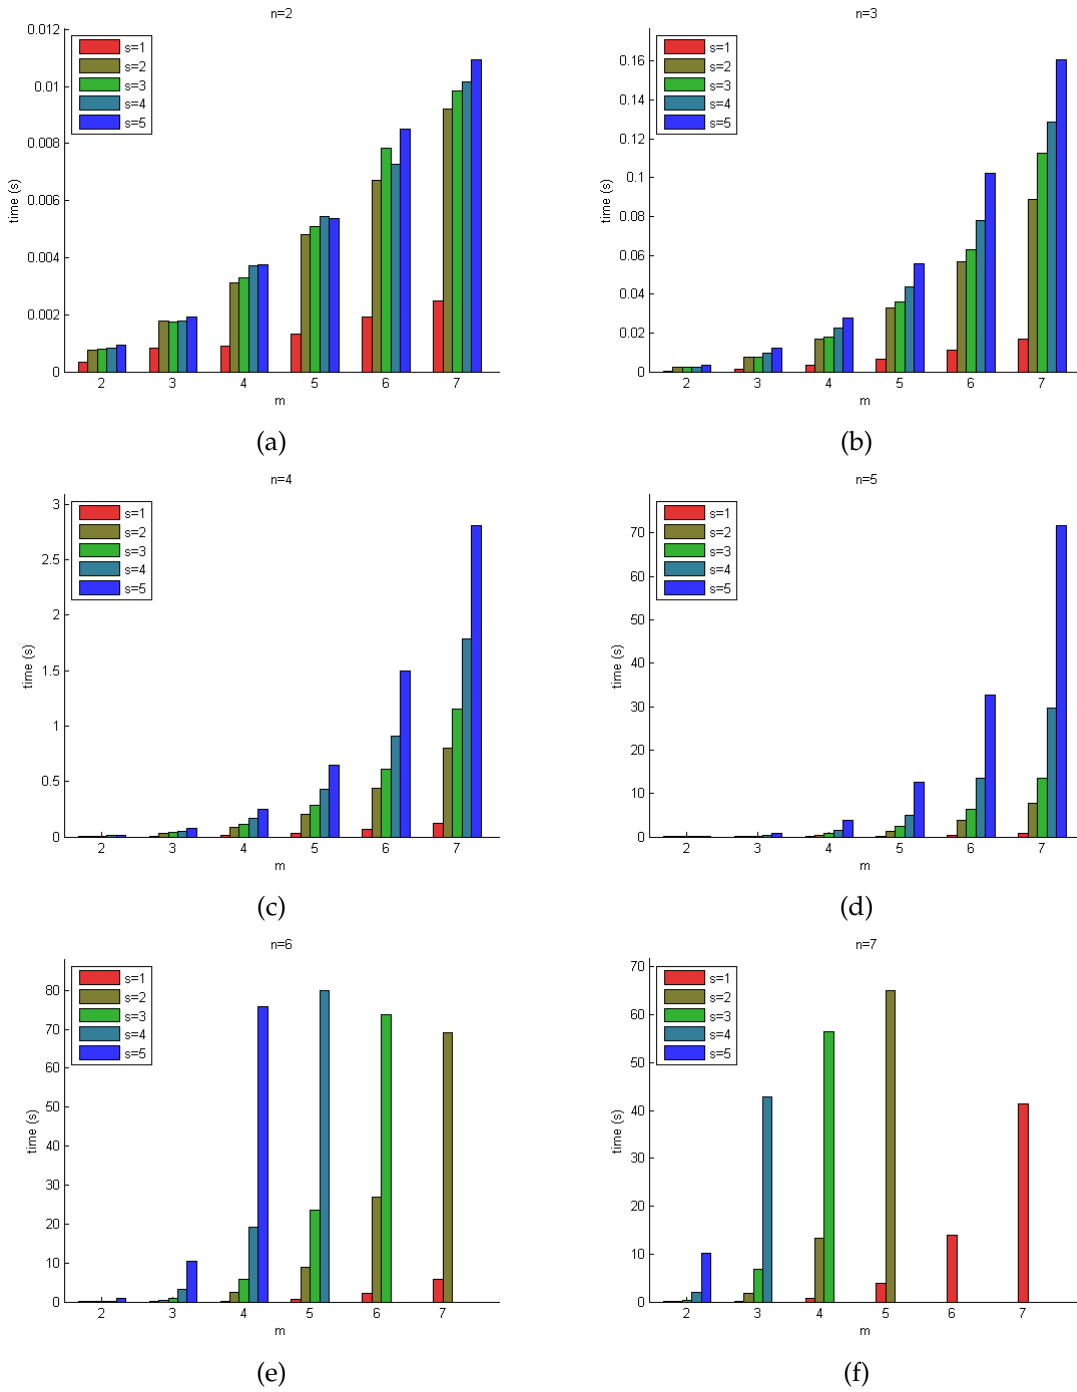 n=2
0.012
0.01
0.008
0.006
0.004
0.002
0
time (s)
s=1
s=2
s=3
s=4
s=5
2 3 4 5 6 7
m
(a)
n=3
0.16
0.14
0.12
0.1
0.08
0.06
0.04
0.02
0
time (s)
s=1
s=2
s=3
s=4
s=5
2 3 4 5 6 7
m
(b)
n=4
3
2.5
2
1.5
1
0.5
0
time (s)
s=1
s=2
s=3
s=4
s=5
2 3 4 5 6 7
m
(c)
n=5
70
60
50
40
30
20
10
0
time (s)
s=1
s=2
s=3
s=4
s=5
2 3 4 5 6 7
m
(d)
n=6
80
70
60
50
40
30
20
10
0
time (s)
s=1
s=2
s=3
s=4
s=5
2 3 4 5 6 7
m
(e)
n=7
70
60
50
40
30
20
10
0
time (s)
s=1
s=2
s=3
s=4
s=5
2 3 4 5 6 7
m
(f)